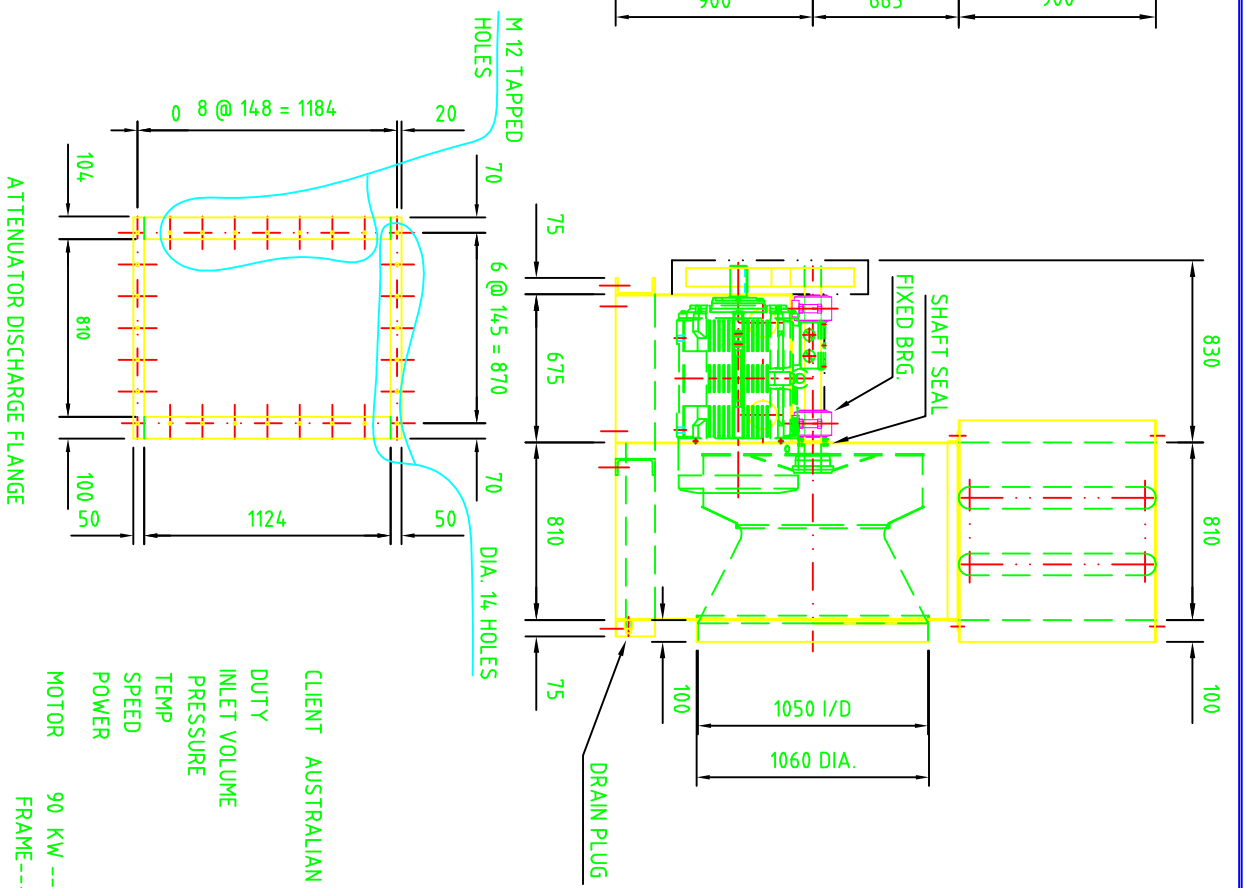 900
665
900
M 12 TAPPED
HOLES
0 8 @ 148 = 1184
20
104
810
100
70
6 @ 145 = 870
70
50
1124
50
ATTENUATOR DISCHARGE FLANGE
DIA. 14 HOLES
75
675
810
75
100
FIXED BRG.
SHAFT SEAL
830
810
100
1050 I/D
1060 DIA.
DRAIN PLUG
CLIENT AUSTRALIAN
DUTY
INLET VOLUME
PRESSURE
TEMP
SPEED
POWER
MOTOR 90 KW --
FRAME---